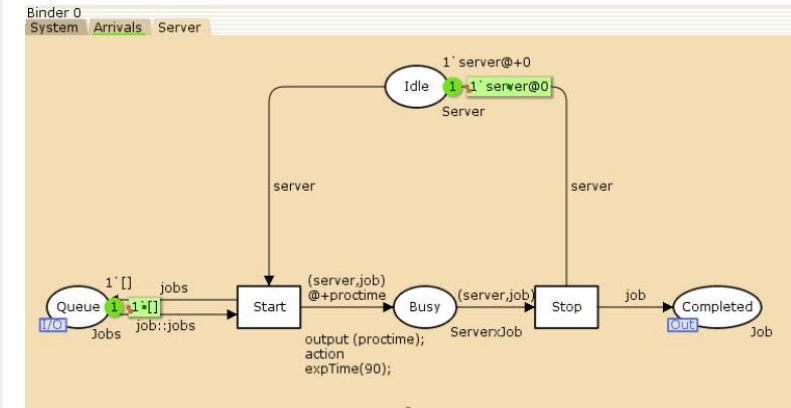 Binder 0
System Arrivals Server
1`server@+0
Idle 1 1`server@0
Server
server server
1`[] jobs
(server,job)
@+proctime
Queue 1 1`[] Start Busy (server,job) Stop job Completed
I/O Jobs job::jobs
ServerxJob
Out Job
output (proctime);
action
expTime(90);